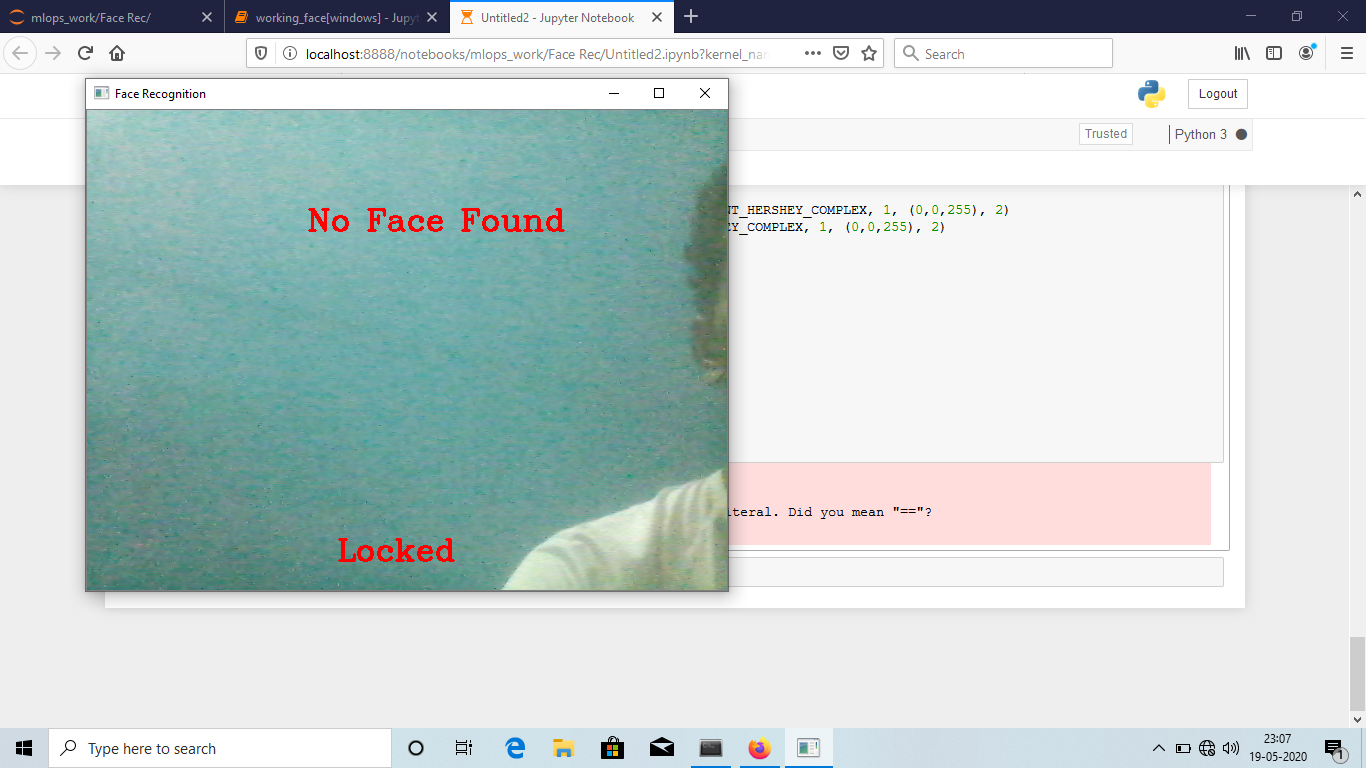 mlops_work/Face Rec/
working_face[windows] - Jupyt
Untitled2 - Jupyter Notebook
localhost:8888/notebooks/mlops_work/Face Rec/Untitled2.ipynb?kernel_nar
Search
Face Recognition
Logout
Trusted
Python 3
NT_HERSHEY_COMPLEX, 1, (0,0,255), 2)
EY_COMPLEX, 1, (0,0,255), 2)
No Face Found
iteral. Did you mean "=="?
Locked
Type here to search
23:07
19-05-2020
1